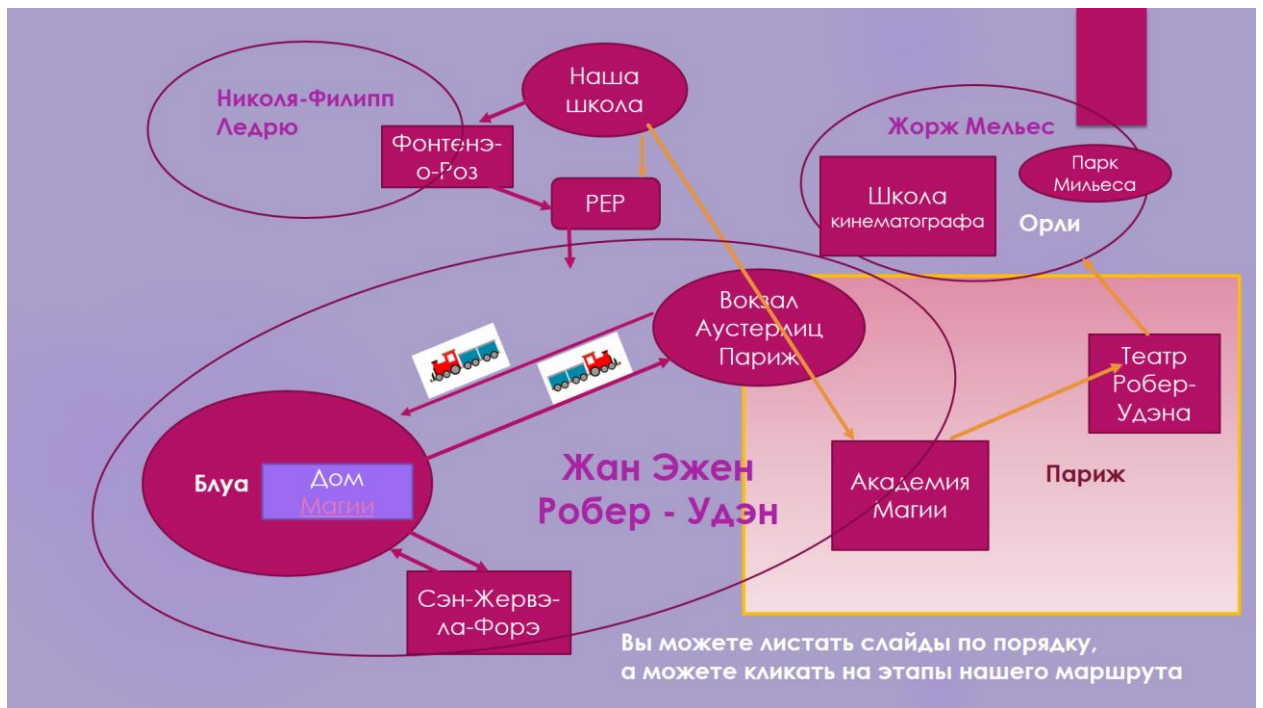 Николя-Филипп
Ледрю
Наша
школа
Фонтенэ-
о-Роз
РЕР
Жорж Мельес
Школа
кинематографа
Парк
Мильеса
Орли
Вокзал
Аустерлиц
Париж
Театр
Робер-
Удэна
Блуа
Дом
Магии
Жан Эжен
Робер - Удэн
Академия
Магии
Париж
Сэн-Жервэ-
ла-Форэ
Вы можете листать слайды по порядку,
а можете кликать на этапы нашего маршрута